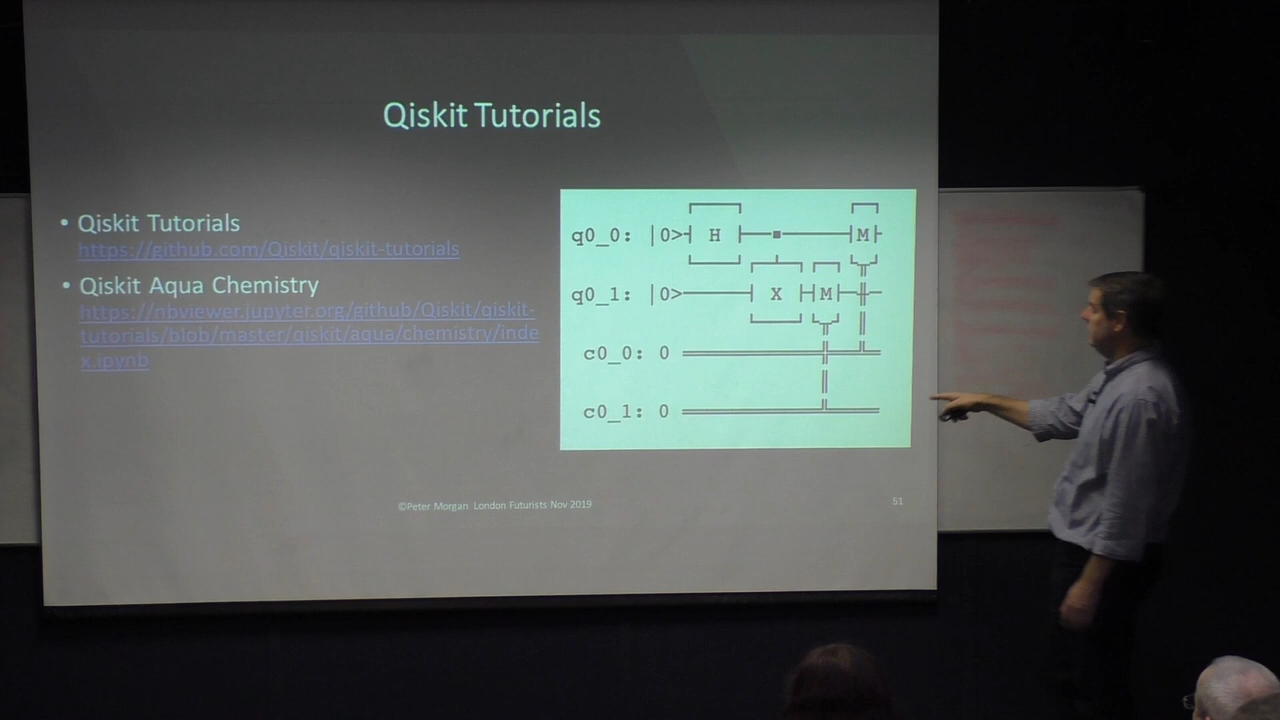 Qiskit Tutorials
• Qiskit Tutorials
https://github.com/Qiskit/qiskit-tutorials
• Qiskit Aqua Chemistry
https://nbviewer.jupyter.org/github/Qiskit/qiskit-
tutorials/blob/master/qiskit/aqua/chemistry/inde
x.ipynb
q0_0: |0> H M
q0_1: |0> X M
c0_0: 0
c0_1: 0
©Peter Morgan London Futurists Nov 2019
51